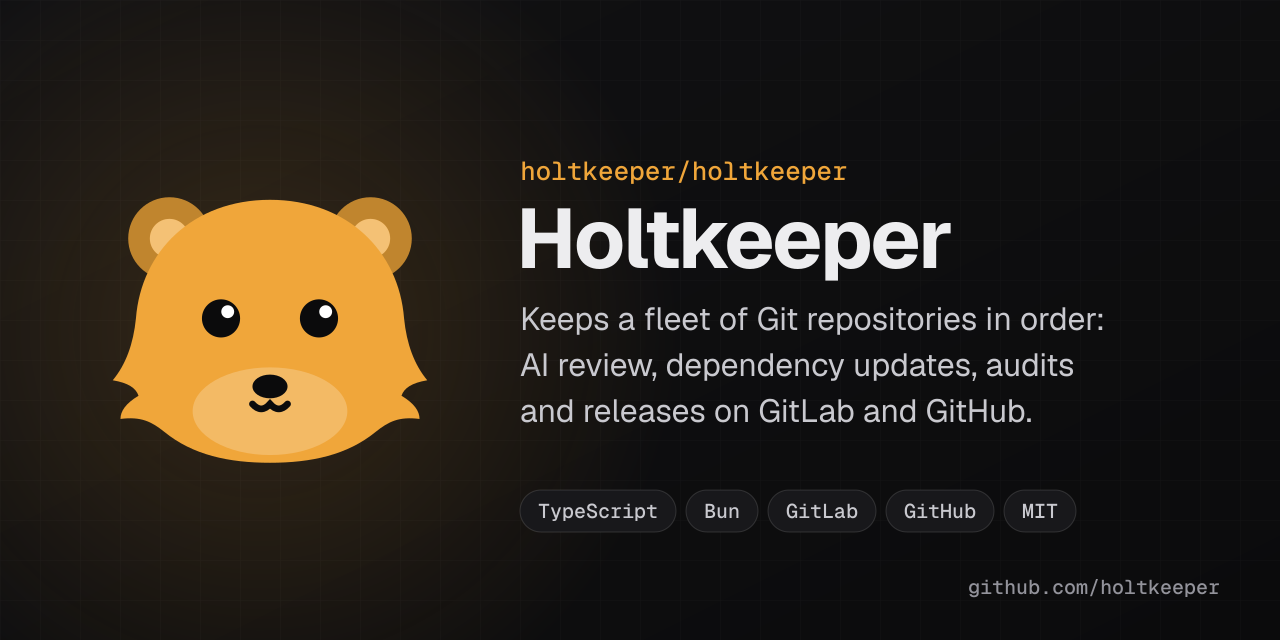 holtkeeper/holtkeeper
Holtkeeper
Keeps a fleet of Git repositories in order:
AI review, dependency updates, audits
and releases on GitLab and GitHub.
TypeScript Bun GitLab GitHub MIT
github.com/holtkeeper